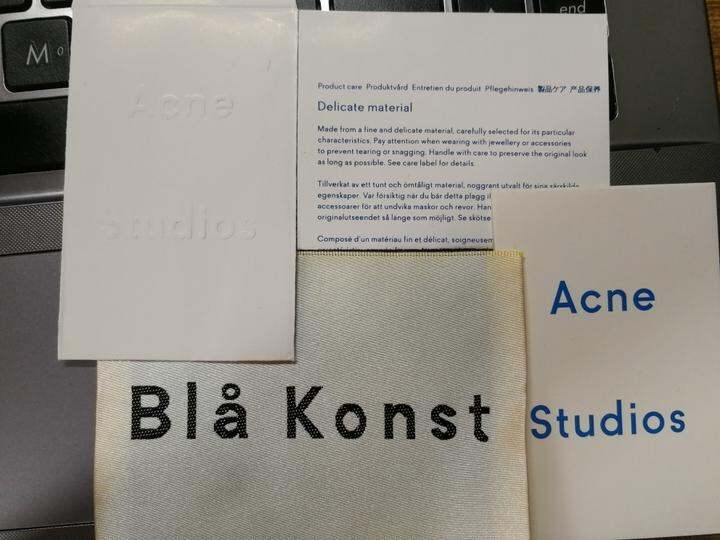 M
end
Acne
Studios
Product care Produktvård Entretien du produit Pflegehinweis 製品ケア 产品保养
Delicate material
Made from a fine and delicate material, carefully selected for its particular
characteristics. Pay attention when wearing with jewellery or accessories
to prevent tearing or snagging. Handle with care to preserve the original look
as long as possible. See care label for details.
Tillverkat av ett tunt och ömtåligt material, noggrant utvalt för sina särskilda
egenskaper. Var försiktig när du bär detta plagg
accessoarer för att undvika maskor och revor.
originalutseendet så länge som möjligt. Se
Composé d'un matériau fin et délicat,
Acne
Studios
Blå Konst